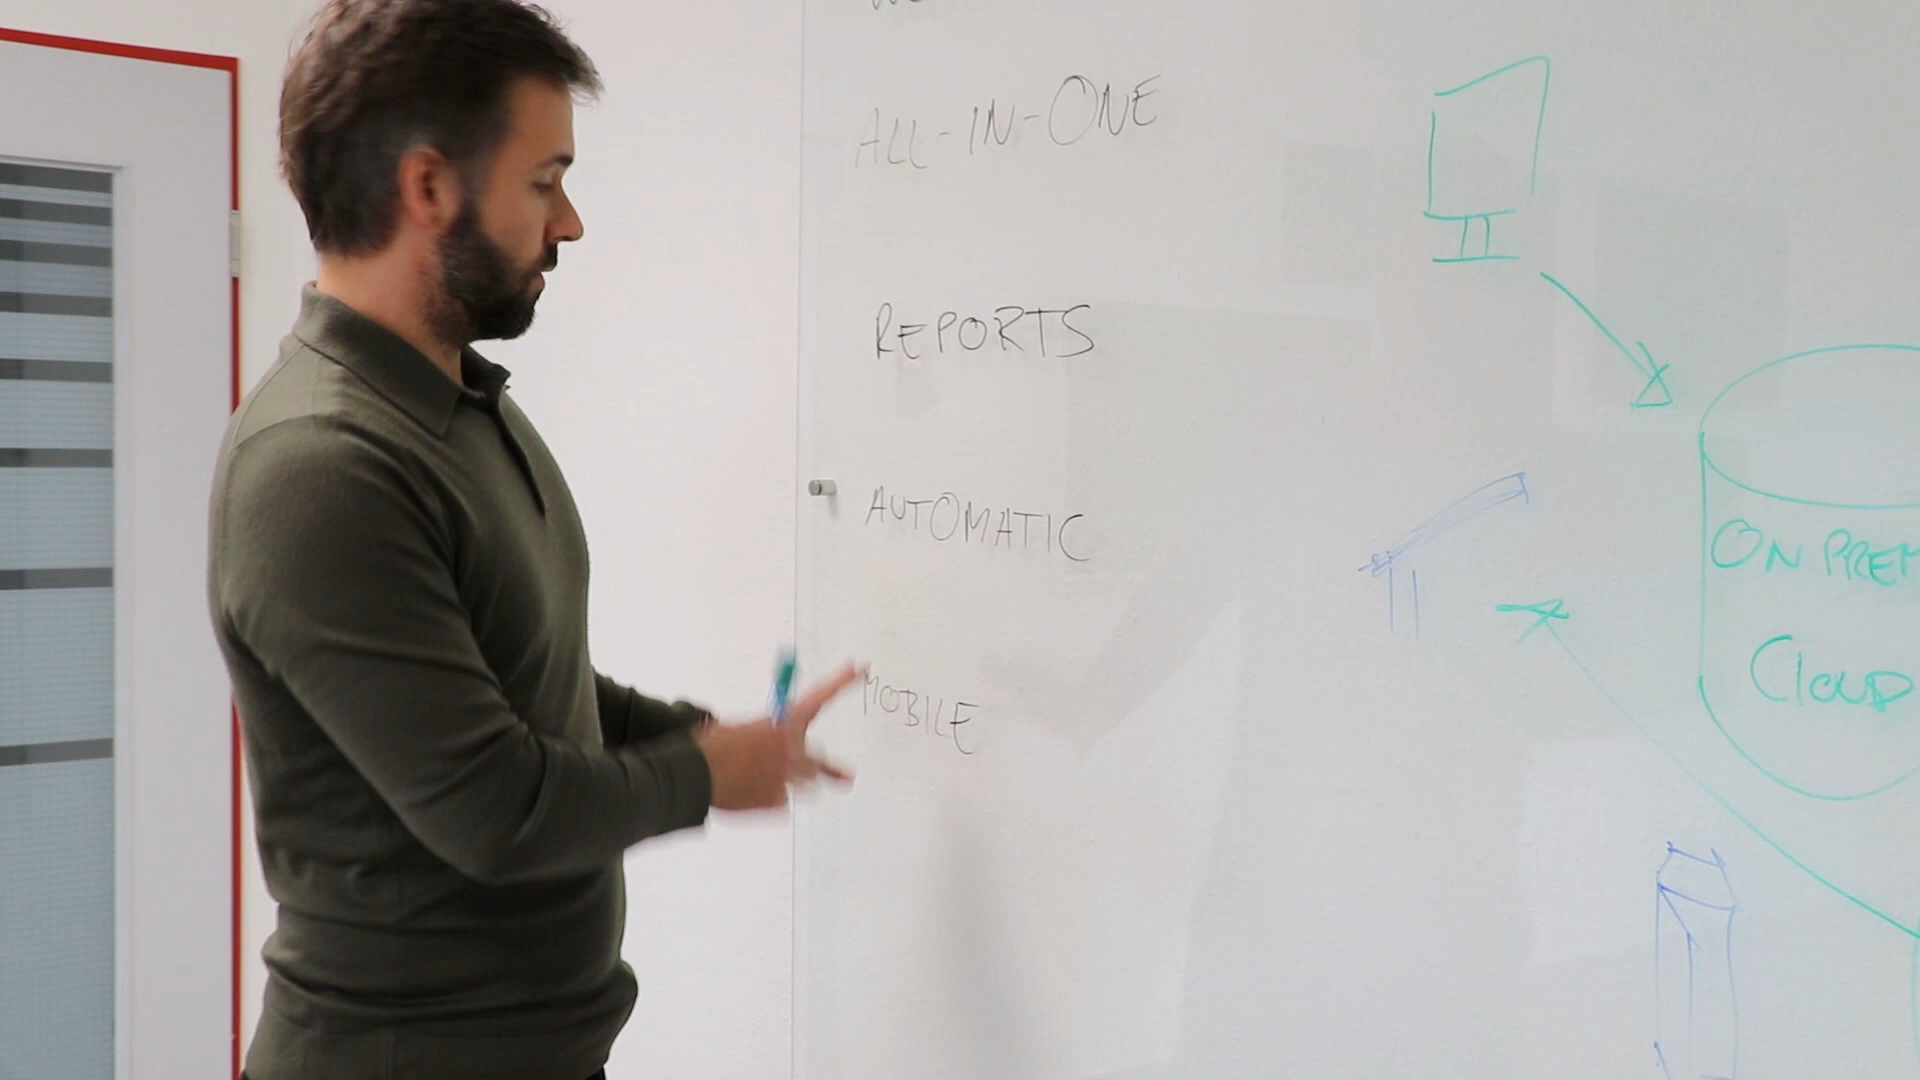 ALL-IN-ONE
REPORTS
AUTOMATIC
MOBILE
ON PREM
CLOUD